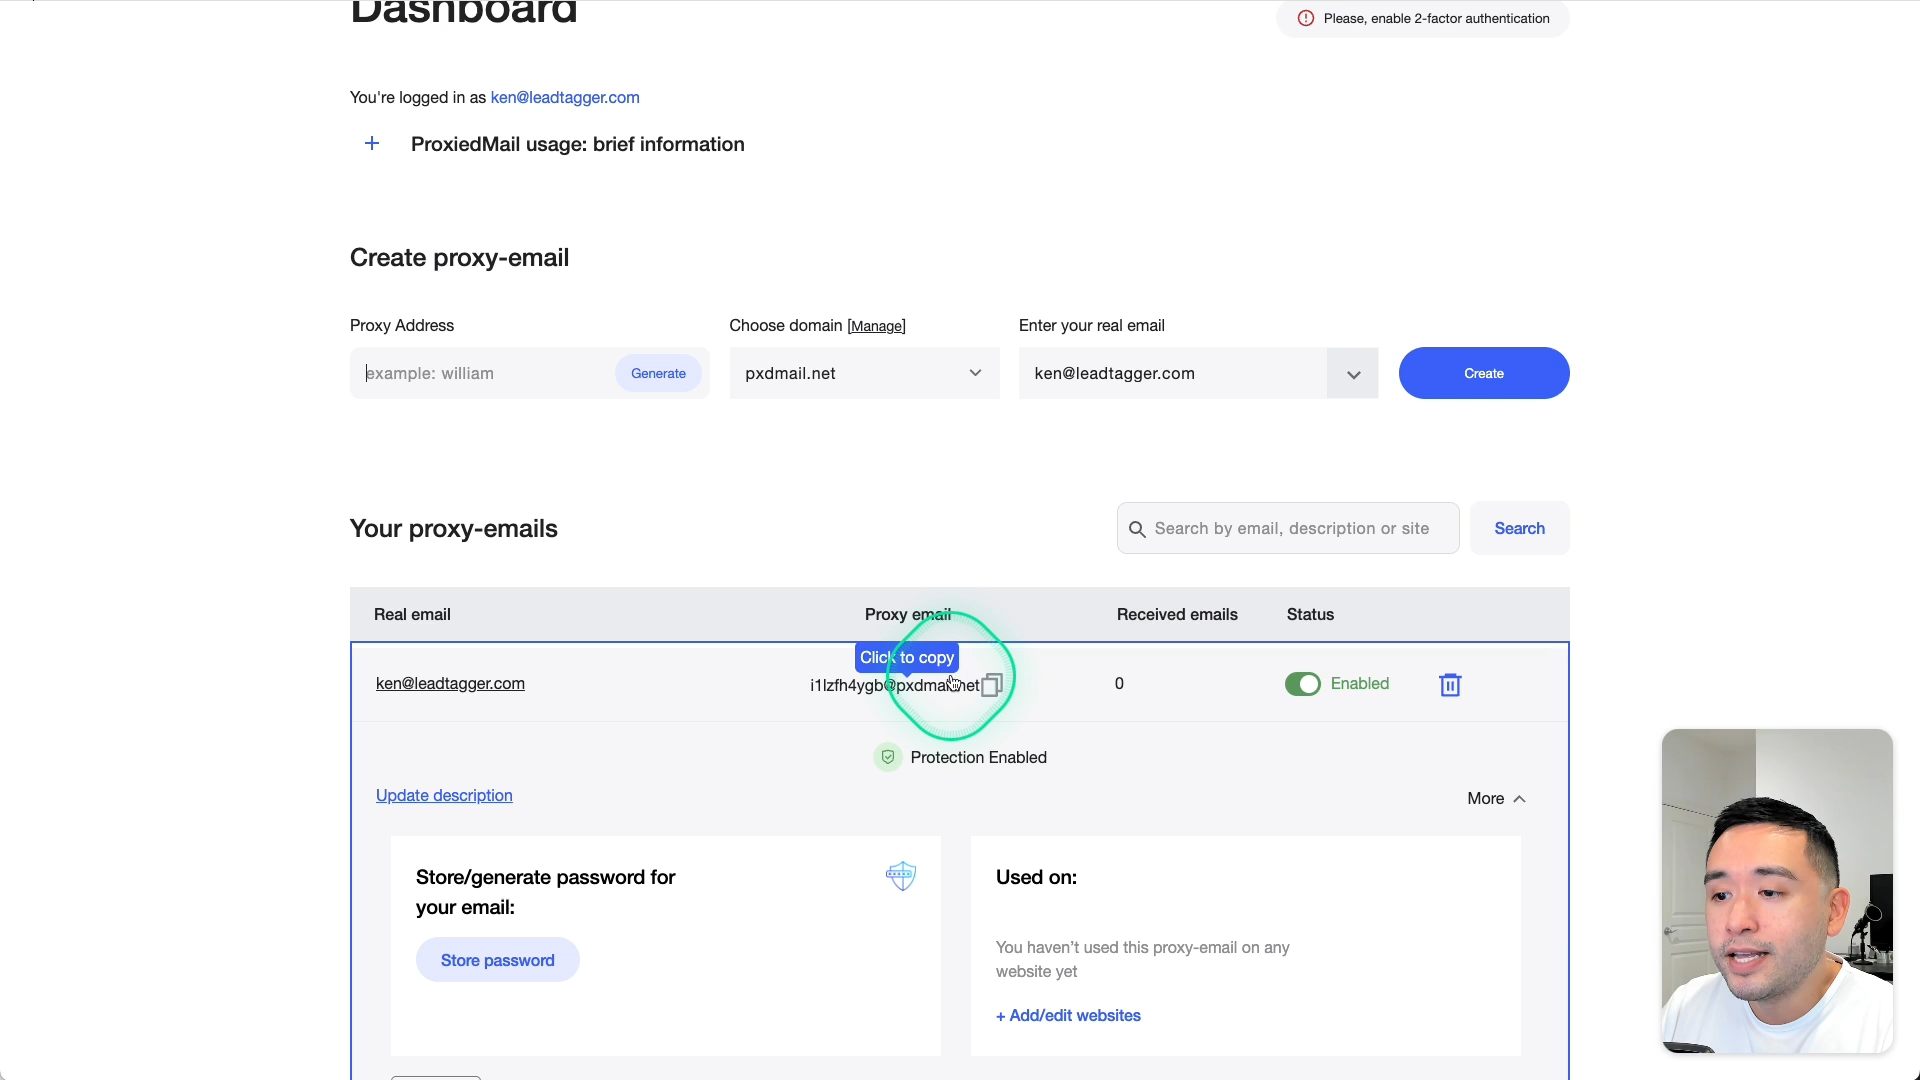 Dashboard
Please, enable 2-factor authentication
You're logged in as ken@leadtagger.com
+ ProxiedMail usage: brief information
Create proxy-email
Proxy Address
Choose domain [Manage]
Enter your real email
example: william
Generate
pxdmail.net
ken@leadtagger.com
Create
Your proxy-emails
Search by email, description or site
Search
Real email
Proxy email
Received emails
Status
Click to copy
ken@leadtagger.com
i1lzfh4ygb@pxdmail.net
0
Enabled
Protection Enabled
Update description
More
Store/generate password for
your email:
Store password
Used on:
You haven't used this proxy-email on any
website yet
+ Add/edit websites